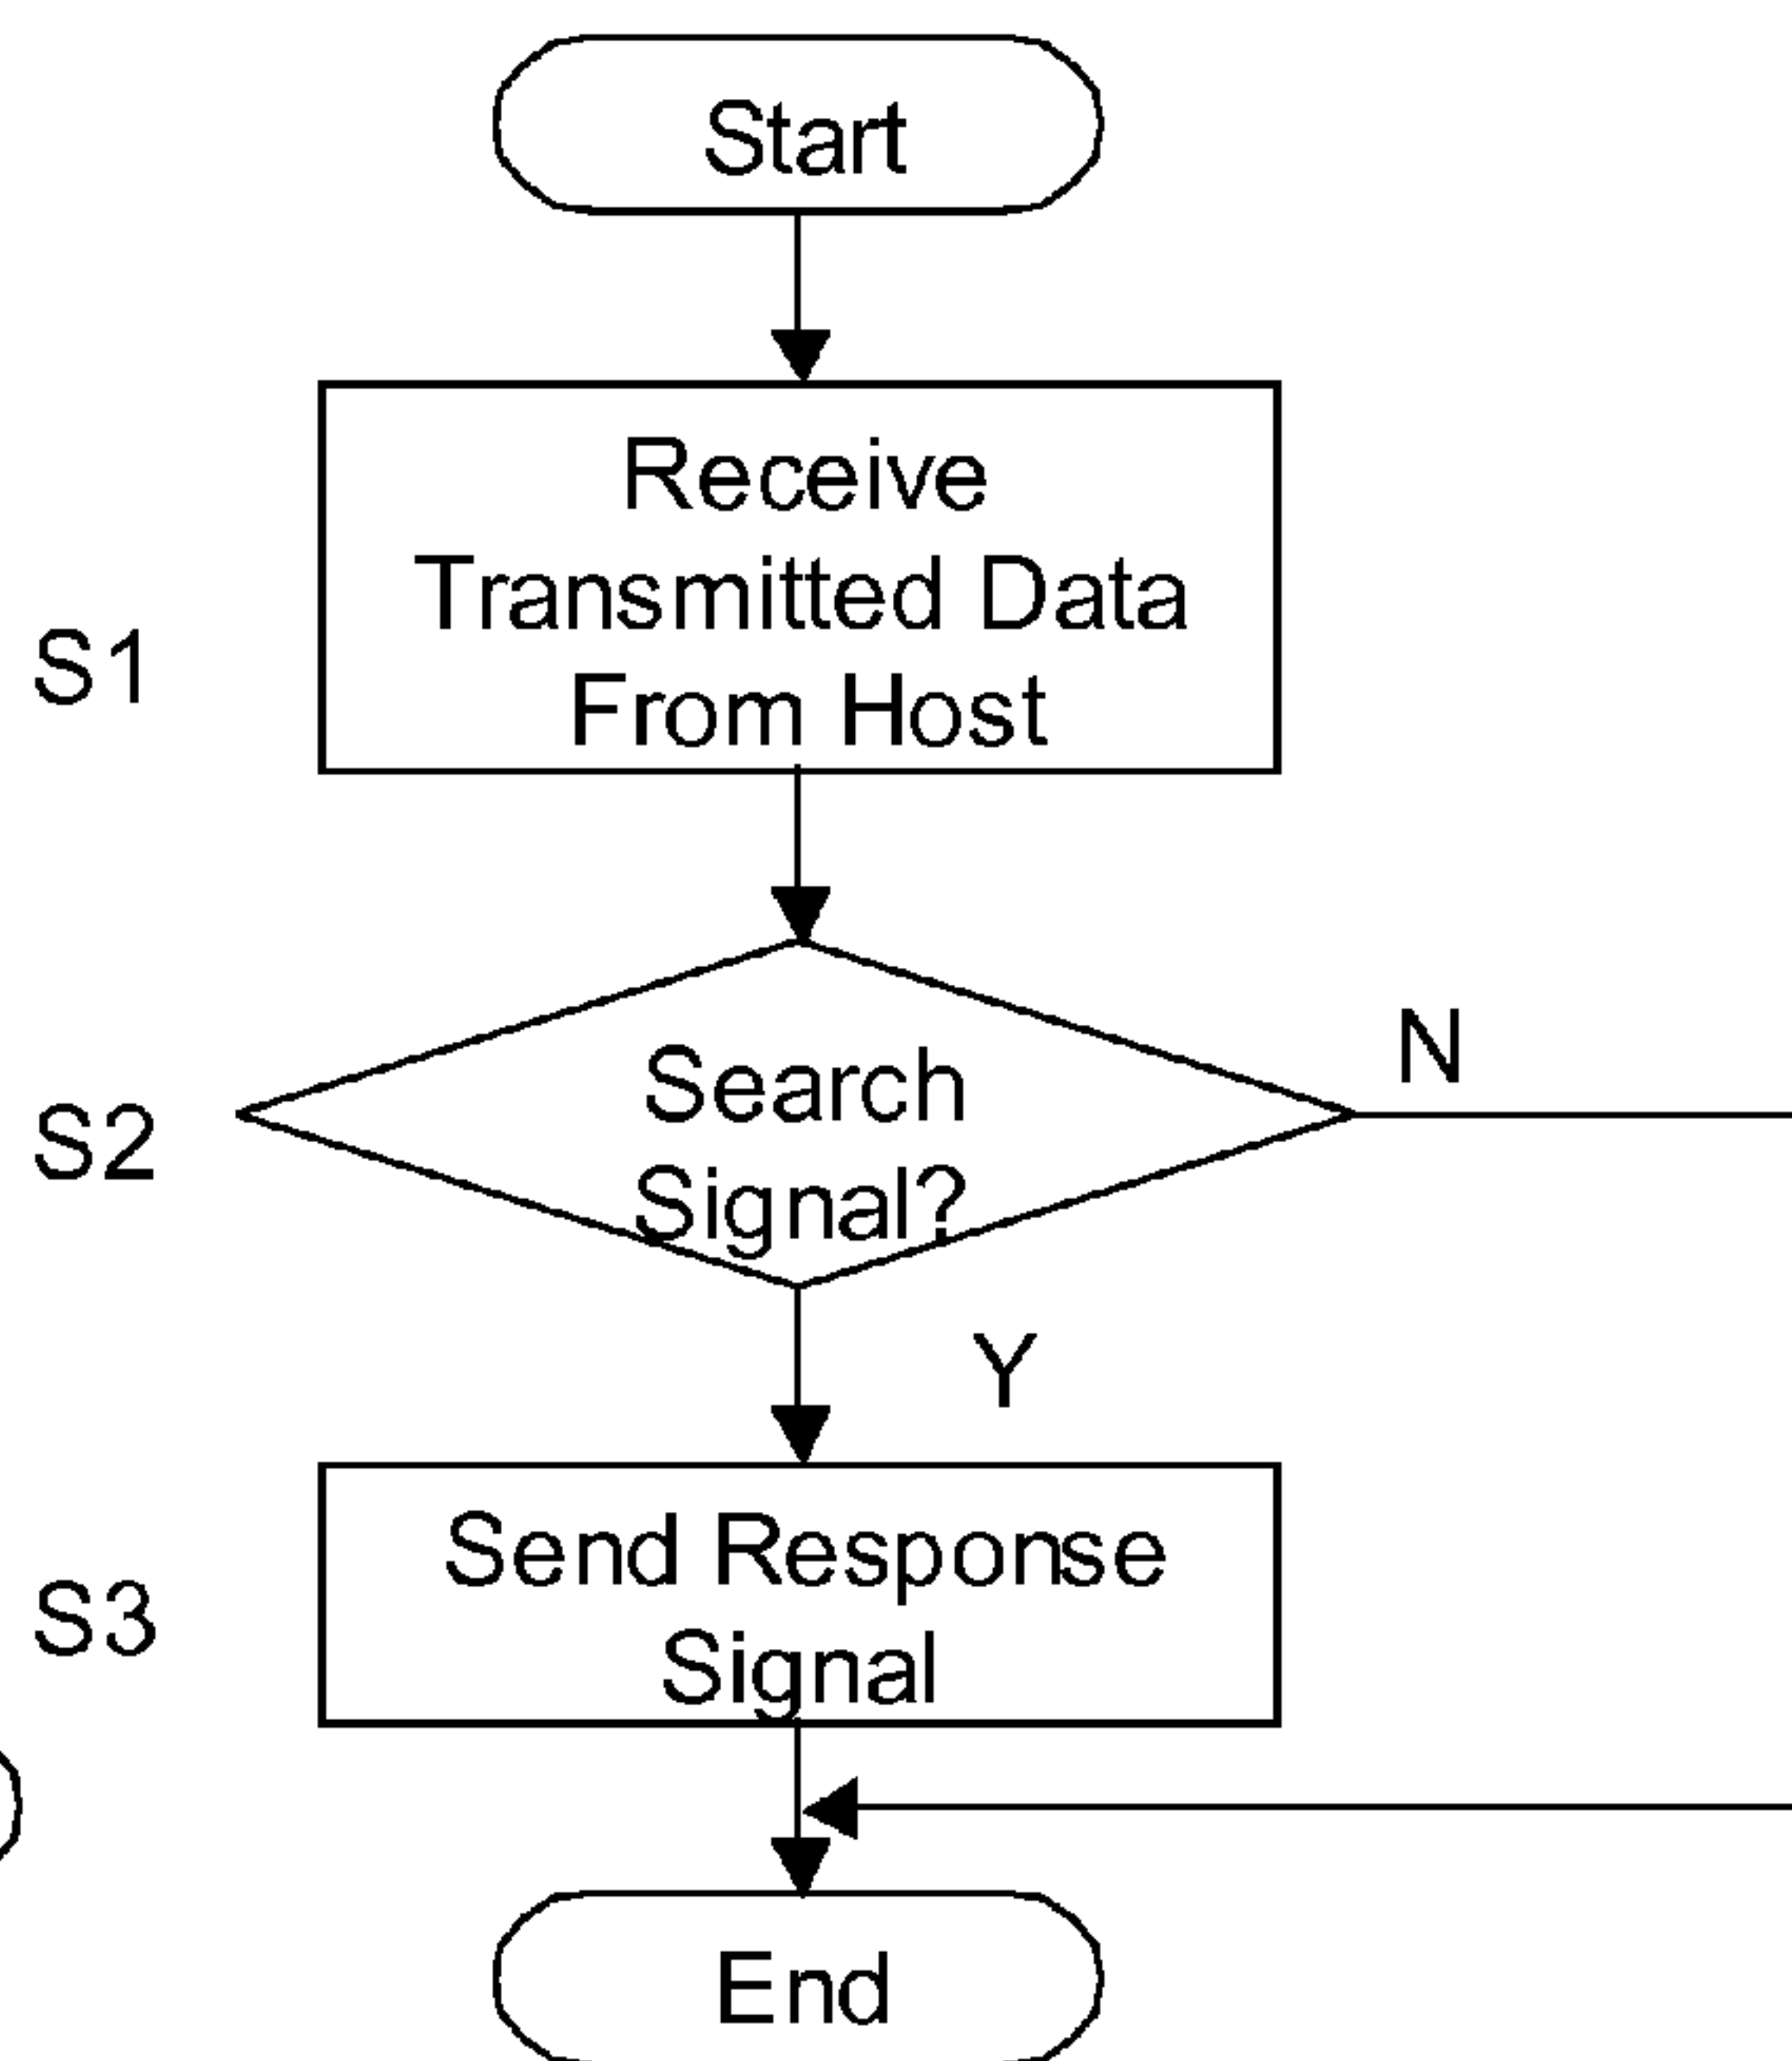 Start
Receive
Transmitted Data
From Host
S1
Search
Signal?
N
S2
Y
Send Response
Signal
S3
End